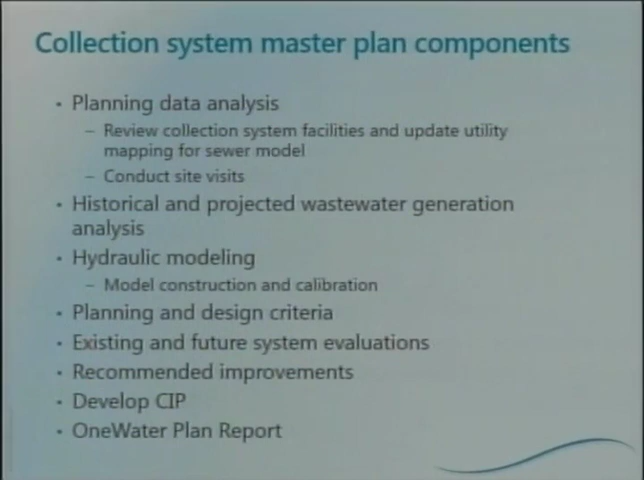 Collection system master plan components
• Planning data analysis
– Review collection system facilities and update utility
mapping for sewer model
– Conduct site visits
• Historical and projected wastewater generation
analysis
• Hydraulic modeling
– Model construction and calibration
• Planning and design criteria
• Existing and future system evaluations
• Recommended improvements
• Develop CIP
• OneWater Plan Report